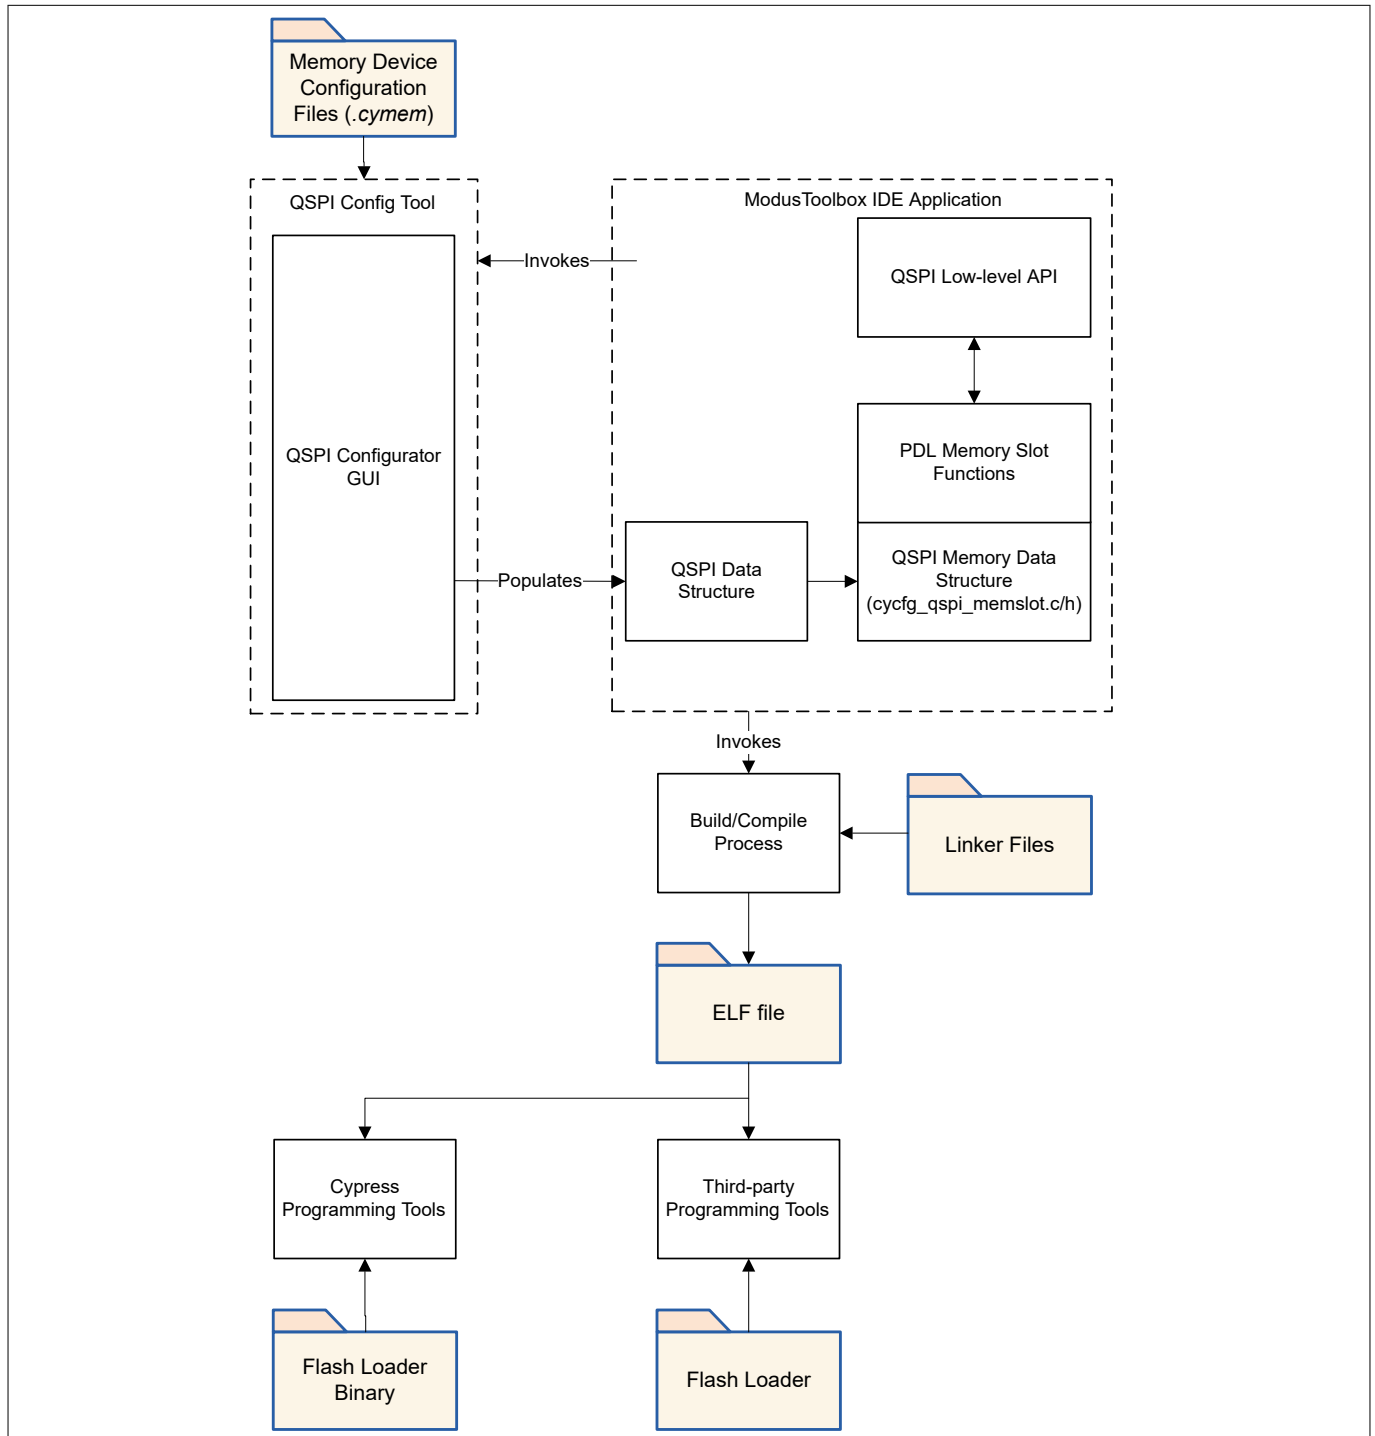 Memory Device
Configuration
Files (.cymem)
QSPI Config Tool
ModusToolbox IDE Application
Invokes
QSPI Low-level API
QSPI Configurator
GUI
PDL Memory Slot
Functions
Populates
QSPI Data
Structure
QSPI Memory Data
Structure
(cycfg_qspi_memslot.c/h)
Invokes
Build/Compile
Process
Linker Files
ELF file
Cypress
Programming Tools
Third-party
Programming Tools
Flash Loader
Binary
Flash Loader